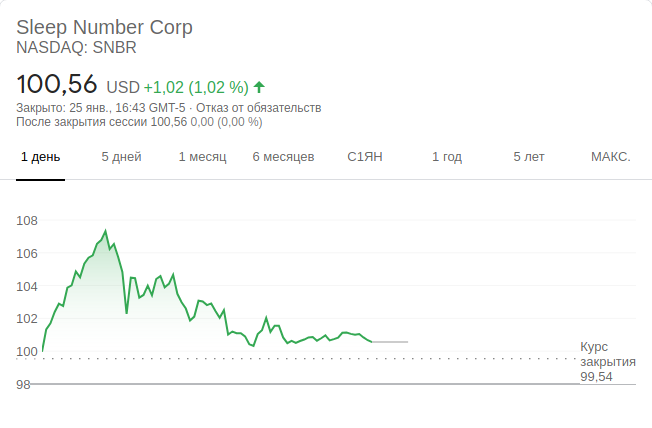 Sleep Number Corp
NASDAQ: SNBR
100,56 USD +1,02 (1,02 %)
Закрыто: 25 янв., 16:43 GMT-5 · Отказ от обязательств
После закрытия сессии 100,56 0,00 (0,00 %)
1 день 5 дней 1 месяц 6 месяцев С1ЯН 1 год 5 лет МАКС.
108
106
104
102
100
Курс
закрытия
99,54
98